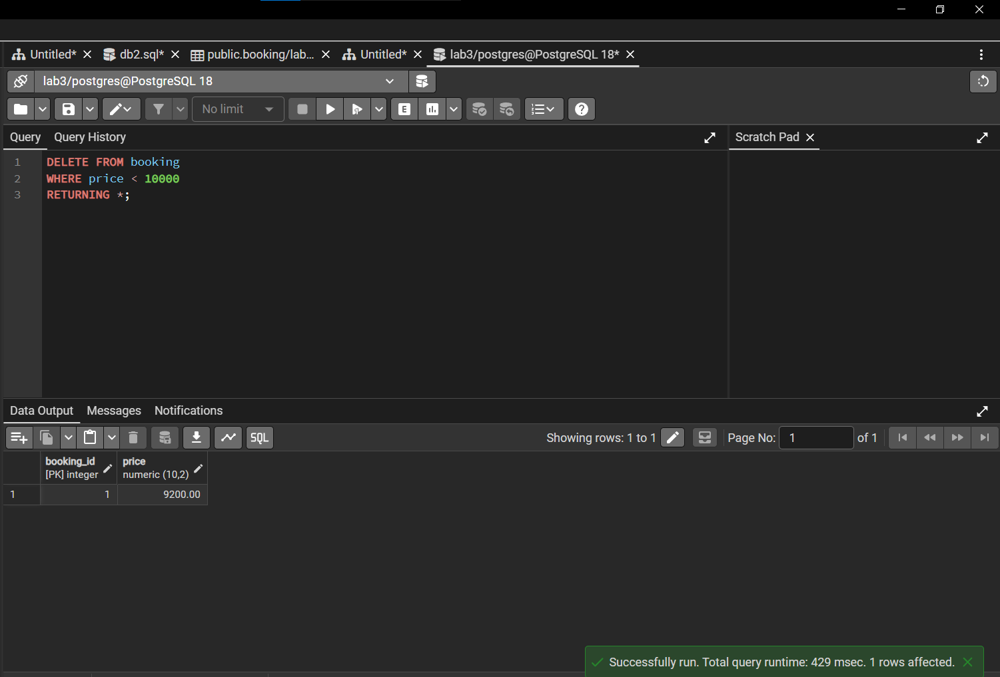 Untitled* db2.sql* public.booking/lab... Untitled* lab3/postgres@PostgreSQL 18*
lab3/postgres@PostgreSQL 18
No limit E
Query Query History Scratch Pad
1 DELETE FROM booking
2 WHERE price < 10000
3 RETURNING *;
Data Output Messages Notifications
SQL Showing rows: 1 to 1 Page No: 1 of 1
booking_id price
[PK] integer numeric (10,2)
1 1 9200.00
Successfully run. Total query runtime: 429 msec. 1 rows affected.